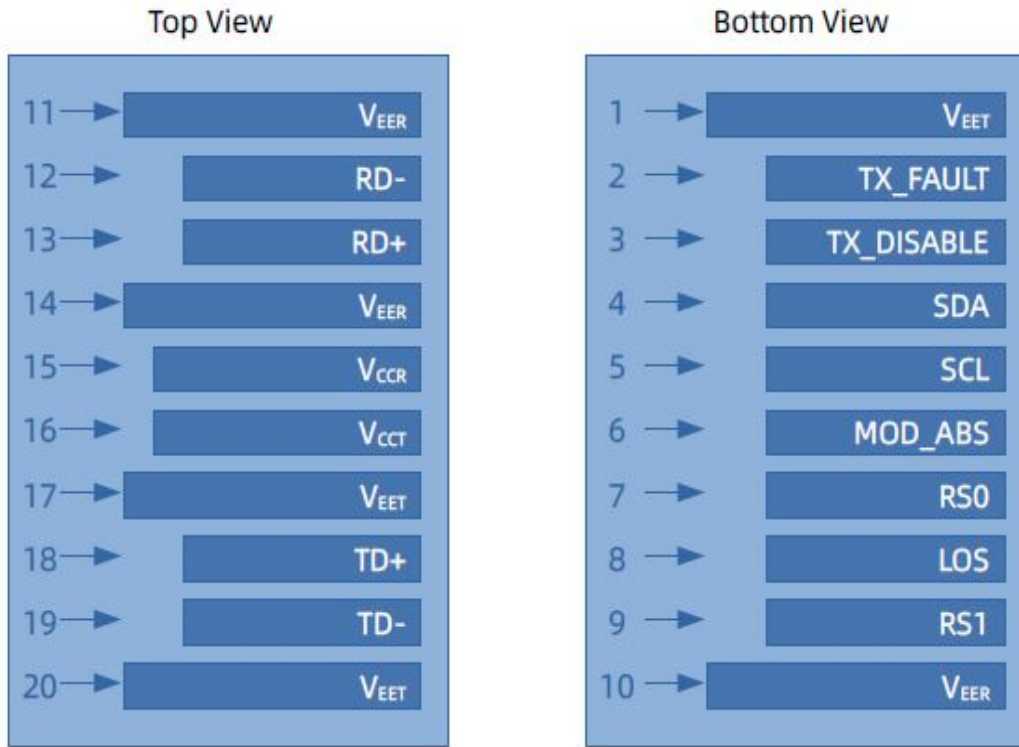 Top View
11 VEER
12 RD-
13 RD+
14 VEER
15 VCCR
16 VCCT
17 VEET
18 TD+
19 TD-
20 VEET
Bottom View
1 VEET
2 TX_FAULT
3 TX_DISABLE
4 SDA
5 SCL
6 MOD_ABS
7 RS0
8 LOS
9 RS1
10 VEER